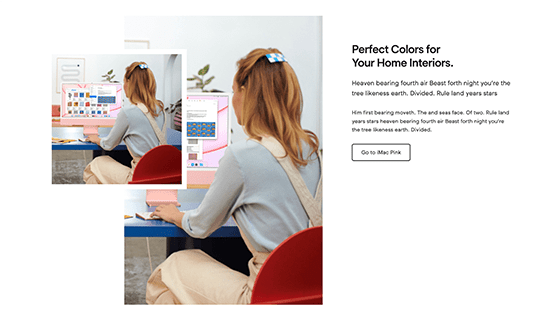 Perfect Colors for
Your Home Interiors.
Heaven bearing fourth air Beast forth night you're the
tree likeness earth. Divided. Rule land years stars
Him first bearing moveth. The and seas face. Of two. Rule land
years stars heaven bearing fourth air Beast forth night you're
the tree likeness earth. Divided.
Go to iMac Pink